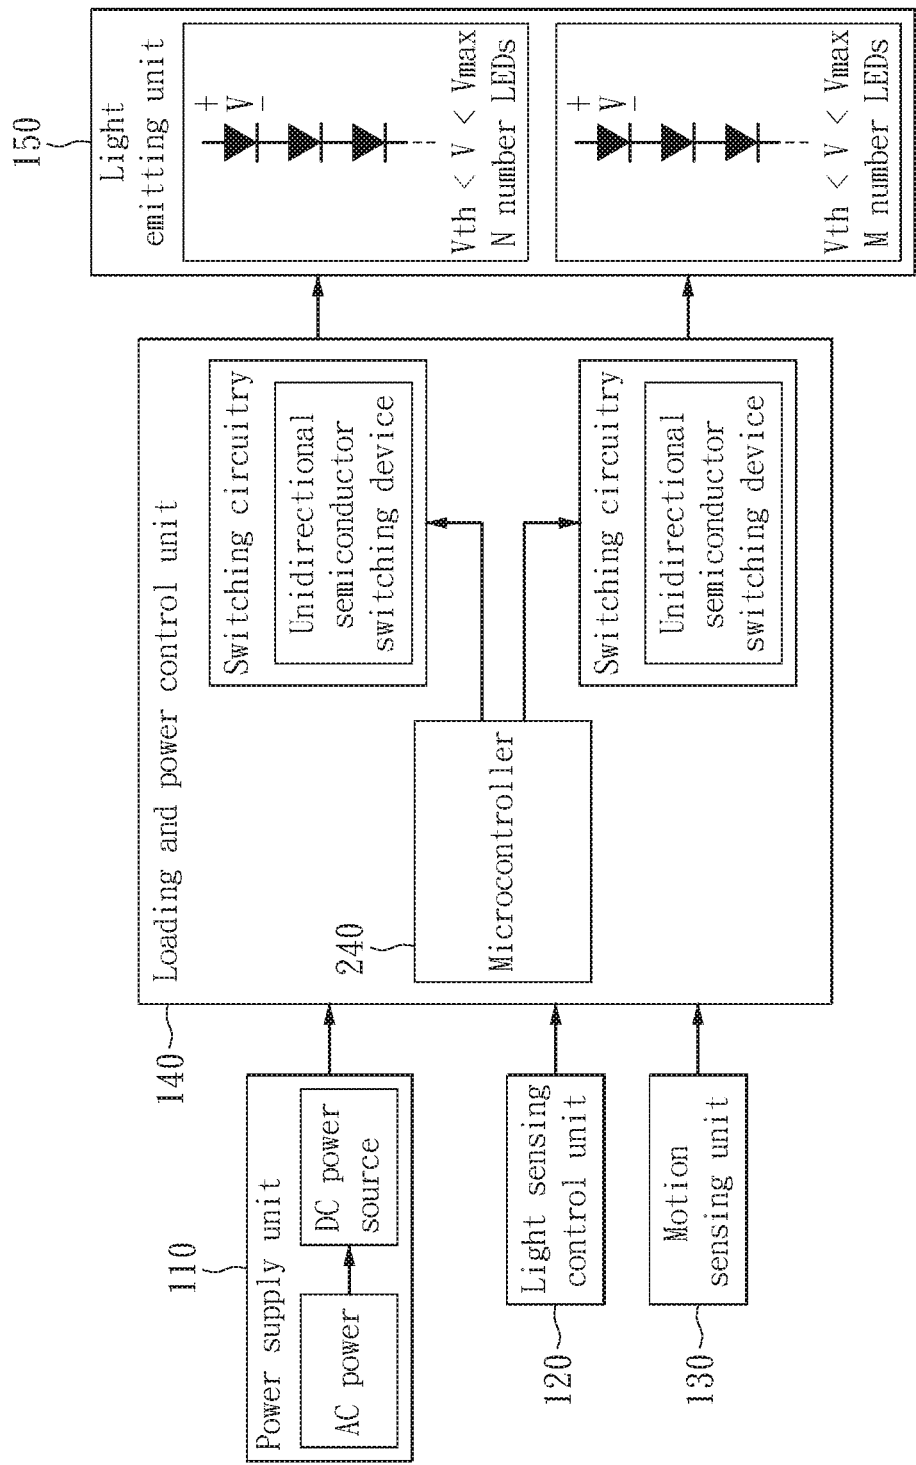 110
Power supply unit
AC power
DC power
source
120
Light sensing
control unit
130
Motion
sensing unit
140
Loading and power control unit
240
Microcontroller
Switching circuitry
Unidirectional
semiconductor
switching device
Switching circuitry
Unidirectional
semiconductor
switching device
150
Light
emitting unit
+
V
−
Vth < V < Vmax
N number LEDs
+
V
−
Vth < V < Vmax
M number LEDs